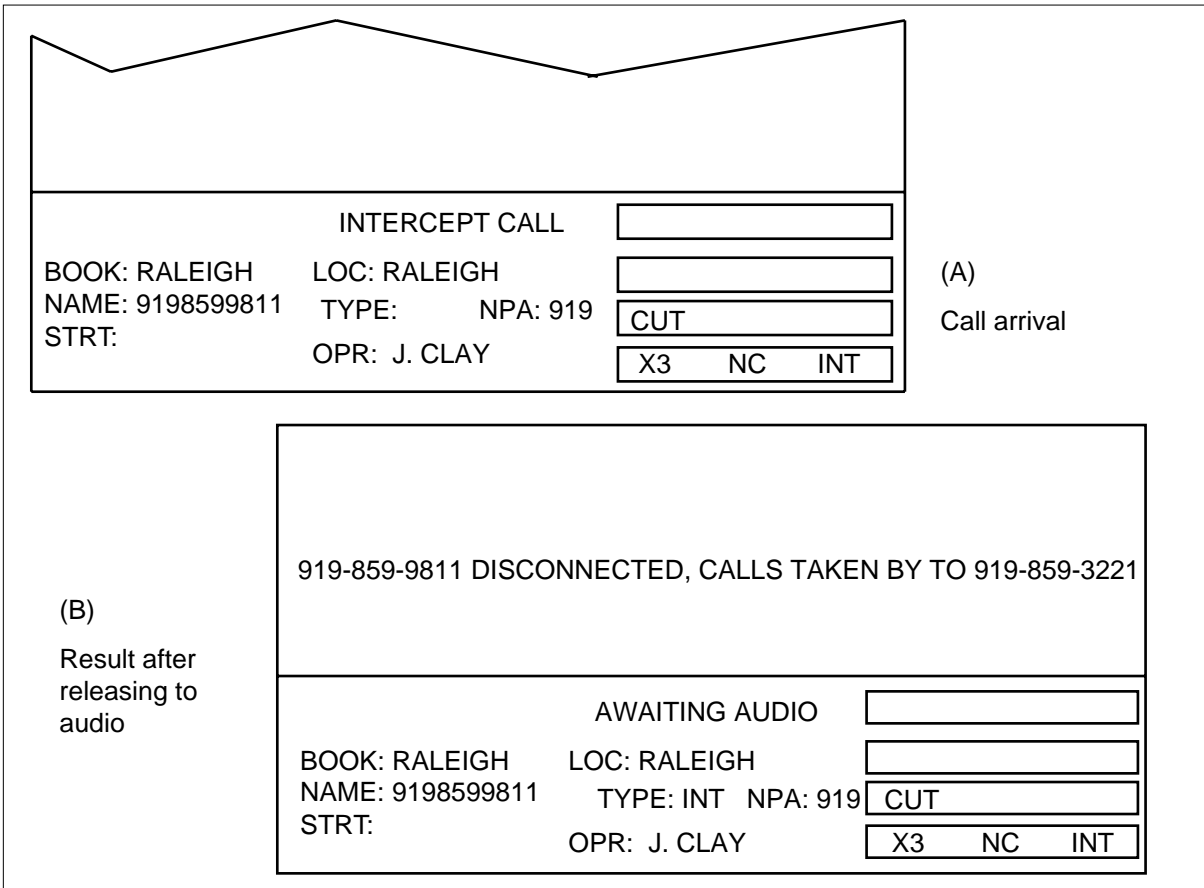 INTERCEPT CALL
BOOK: RALEIGH LOC: RALEIGH
NAME: 9198599811 TYPE: NPA: 919 CUT
STRT:
OPR: J. CLAY X3 NC INT
(A)
Call arrival
919-859-9811 DISCONNECTED, CALLS TAKEN BY TO 919-859-3221
(B)
Result after
releasing to
audio
AWAITING AUDIO
BOOK: RALEIGH LOC: RALEIGH
NAME: 9198599811 TYPE: INT NPA: 919 CUT
STRT:
OPR: J. CLAY X3 NC INT